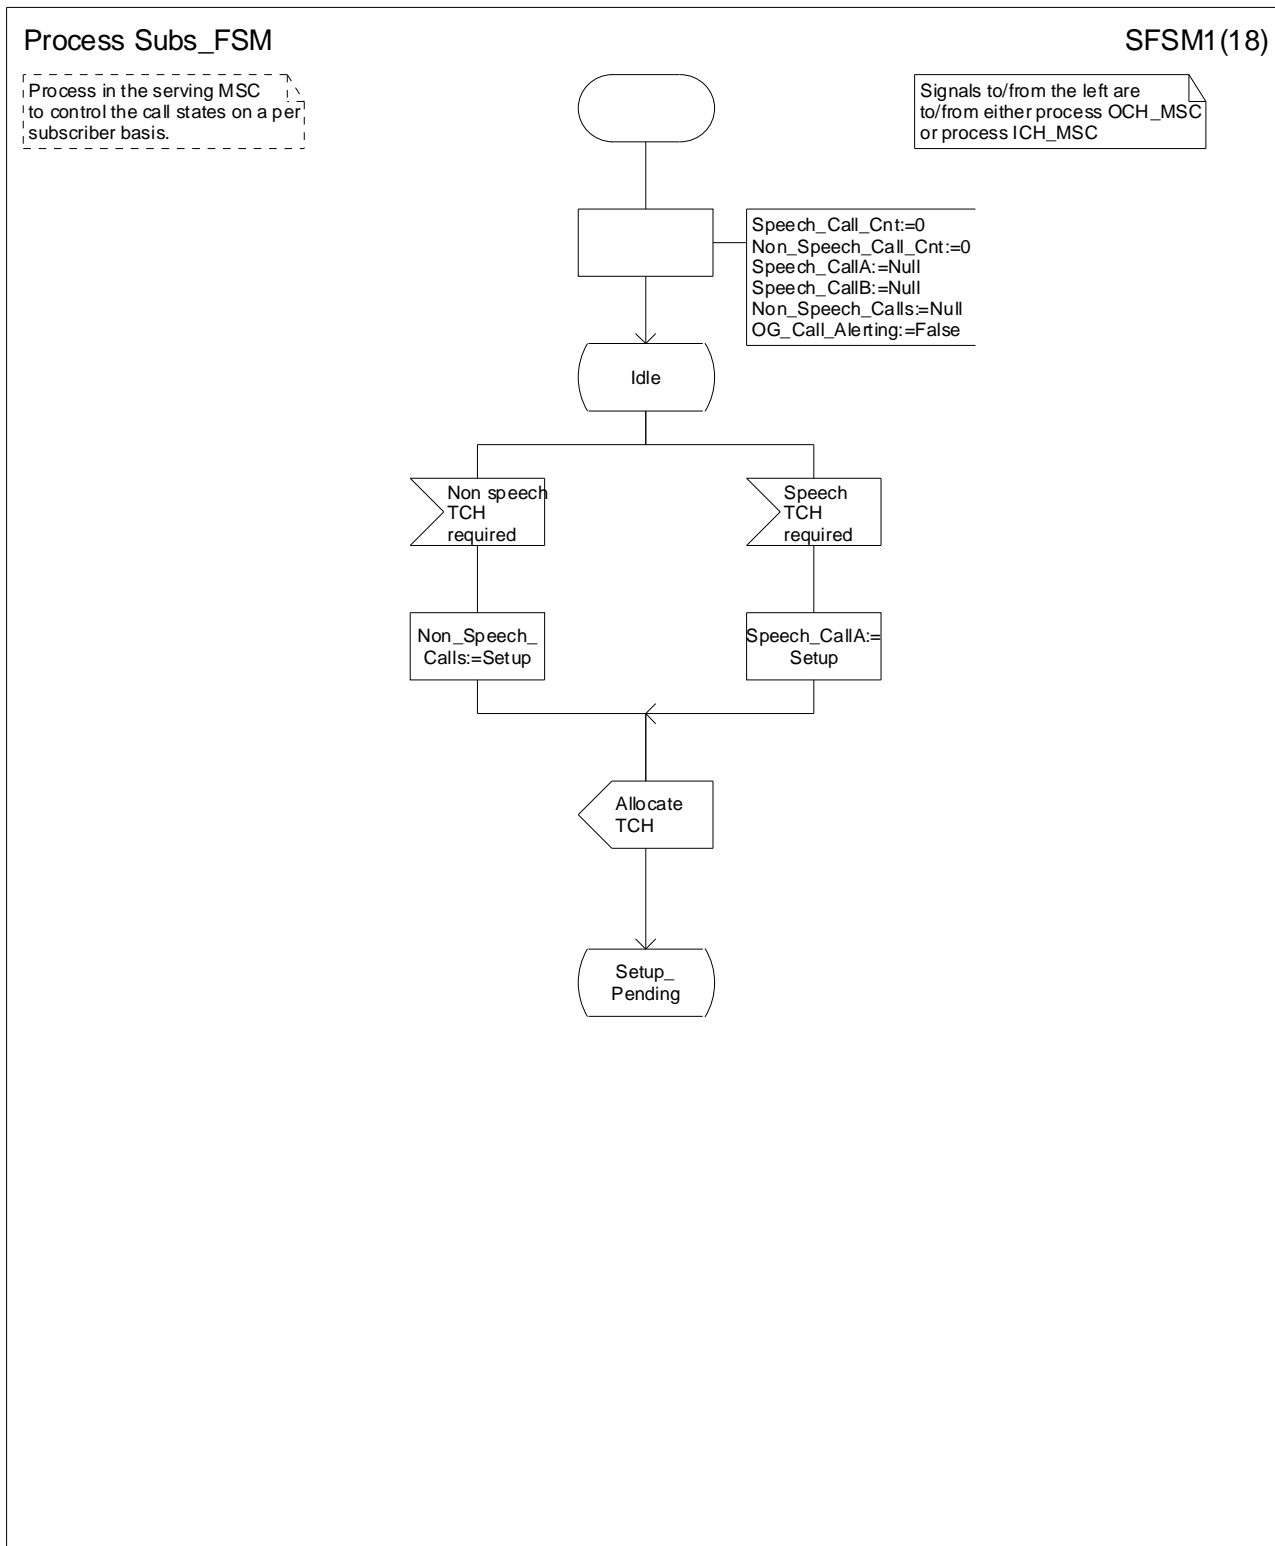 Process Subs_FSM
SFSM1(18)
Process in the serving MSC
to control the call states on a per
subscriber basis.
Signals to/from the left are
to/from either process OCH_MSC
or process ICH_MSC
Speech_Call_Cnt:=0
Non_Speech_Call_Cnt:=0
Speech_CallA:=Null
Speech_CallB:=Null
Non_Speech_Calls:=Null
OG_Call_Alerting:=False
Idle
Non speech
TCH
required
Speech
TCH
required
Non_Speech_
Calls:=Setup
Speech_CallA:=
Setup
Allocate
TCH
Setup_
Pending